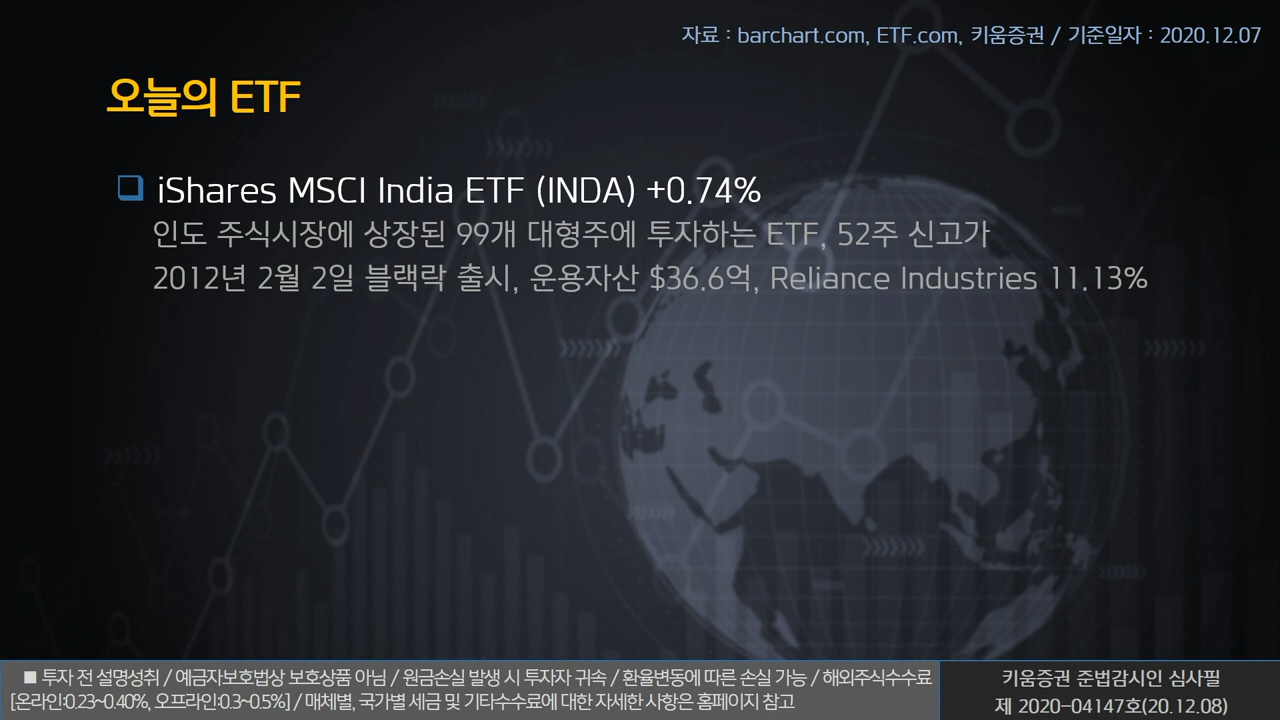 자료 : barchart.com, ETF.com, 키움증권 / 기준일자 : 2020.12.07
오늘의 ETF
❑ iShares MSCI India ETF (INDA) +0.74%
인도 주식시장에 상장된 99개 대형주에 투자하는 ETF, 52주 신고가
2012년 2월 2일 블랙락 출시, 운용자산 $36.6억, Reliance Industries 11.13%
■ 투자 전 설명성취 / 예금자보호법상 보호상품 아님 / 원금손실 발생 시 투자자 귀속 / 환율변동에 따른 손실 가능 / 해외주식수수료
[온라인:0.23~0.40%, 오프라인:0.3~0.5%] / 매체별, 국가별 세금 및 기타수수료에 대한 자세한 사항은 홈페이지 참고
키움증권 준법감시인 심사필
제 2020-04147호(20.12.08)